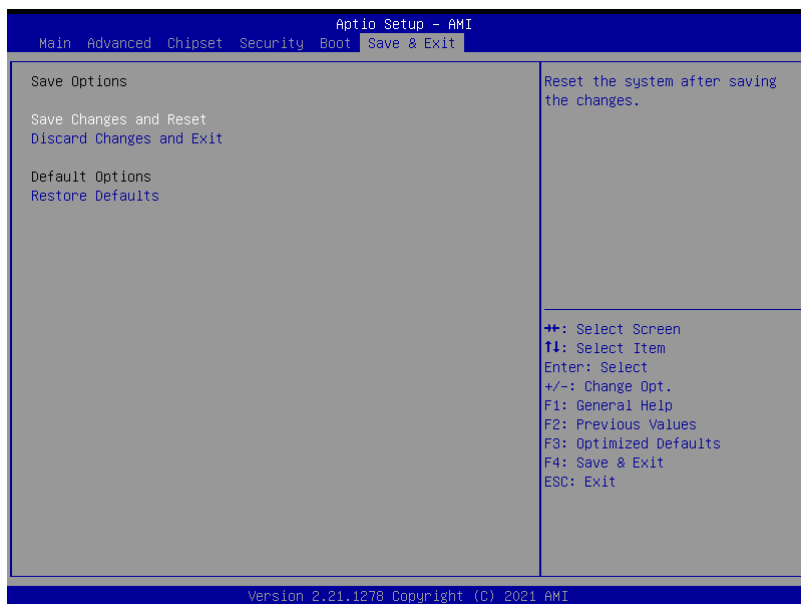 Aptio Setup – AMI
Main Advanced Chipset Security Boot Save & Exit
Save Options
Save Changes and Reset
Discard Changes and Exit
Default Options
Restore Defaults
Reset the system after saving
the changes.
→←: Select Screen
↑↓: Select Item
Enter: Select
+/-: Change Opt.
F1: General Help
F2: Previous Values
F3: Optimized Defaults
F4: Save & Exit
ESC: Exit
Version 2.21.1278 Copyright (C) 2021 AMI